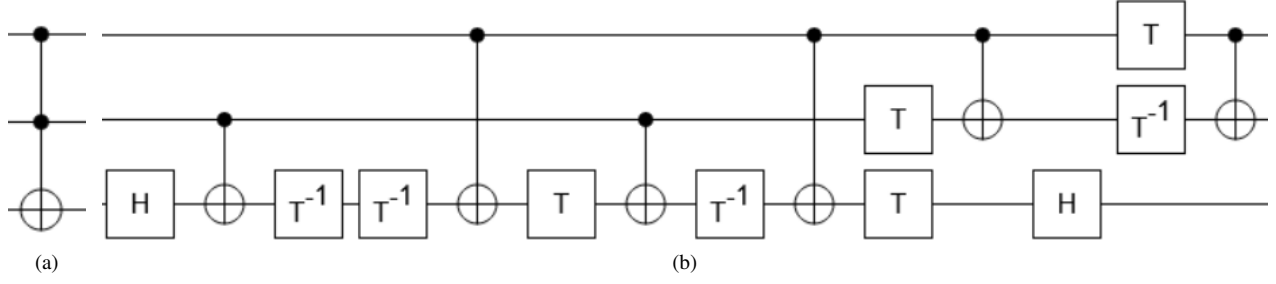 T
T T⁻¹
H T⁻¹ T⁻¹ T T⁻¹ T H
(a) (b)